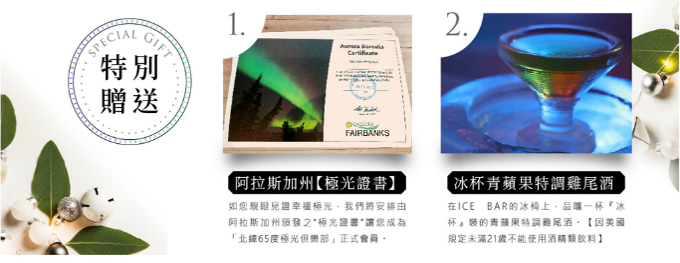 SPECIAL GIFT
特別
贈送
1.
Aurora Borealis
Certificate
FAIRBANKS
阿拉斯加州【極光證書】
如您親眼見證幸福極光，我們將安排由
阿拉斯加州頒發之"極光證書"讓您成為
「北緯65度極光俱樂部」正式會員。
2.
冰杯青蘋果特調雞尾酒
在ICE BAR的冰椅上，品嚐一杯『冰
杯』裝的青蘋果特調雞尾酒。【因美國
規定未滿21歲不能使用酒精類飲料】